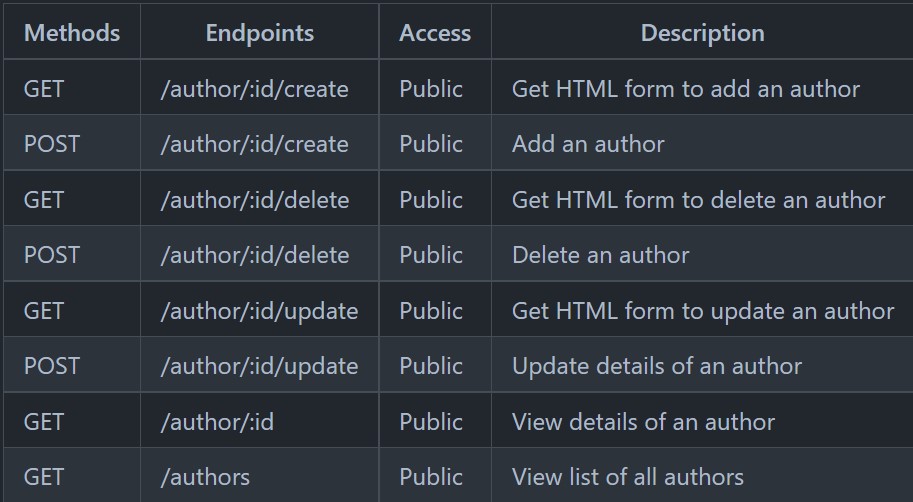 Methods Endpoints Access Description
GET /author/:id/create Public Get HTML form to add an author
POST /author/:id/create Public Add an author
GET /author/:id/delete Public Get HTML form to delete an author
POST /author/:id/delete Public Delete an author
GET /author/:id/update Public Get HTML form to update an author
POST /author/:id/update Public Update details of an author
GET /author/:id Public View details of an author
GET /authors Public View list of all authors